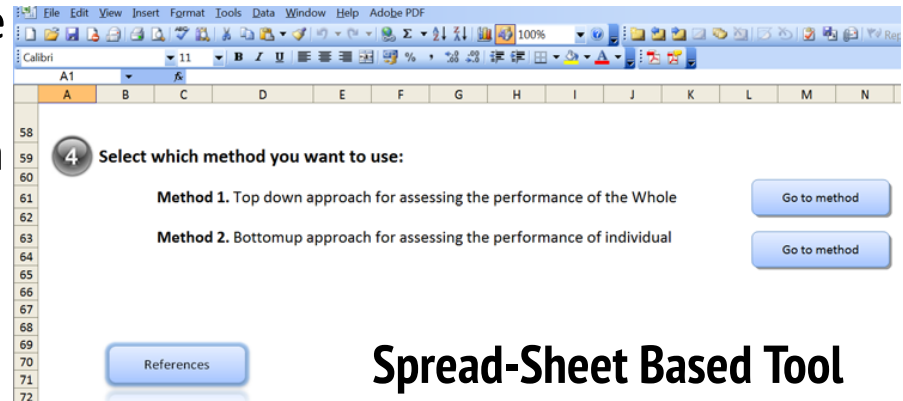 e
File Edit View Insert Format Tools Data Window Help Adobe PDF
100%
Calibri 11 B I U % ,
A1 fx
A B C D E F G H I J K L M N
58
59 4 Select which method you want to use:
60
61 Method 1. Top down approach for assessing the performance of the Whole Go to method
62
63 Method 2. Bottomup approach for assessing the performance of individual Go to method
64
65
66
67
68
69
70 References
71
72
Spread-Sheet Based Tool